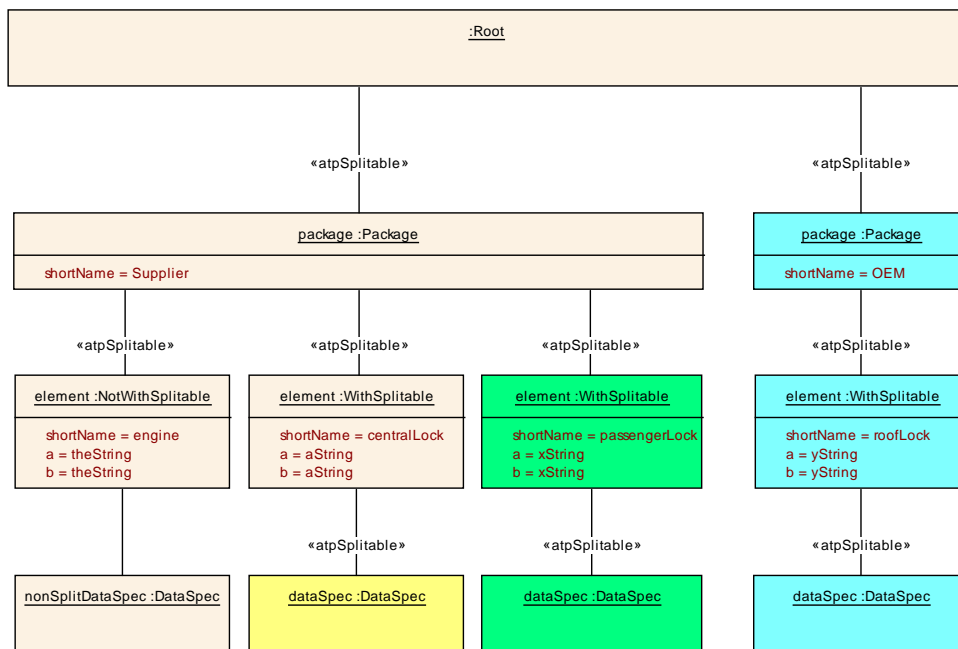 :Root
«atpSplitable»
«atpSplitable»
package :Package
shortName = Supplier
package :Package
shortName = OEM
«atpSplitable»
«atpSplitable»
«atpSplitable»
«atpSplitable»
element :NotWithSplitable
shortName = engine
a = theString
b = theString
element :WithSplitable
shortName = centralLock
a = aString
b = aString
element :WithSplitable
shortName = passengerLock
a = xString
b = xString
element :WithSplitable
shortName = roofLock
a = yString
b = yString
«atpSplitable»
«atpSplitable»
«atpSplitable»
nonSplitDataSpec :DataSpec
dataSpec :DataSpec
dataSpec :DataSpec
dataSpec :DataSpec